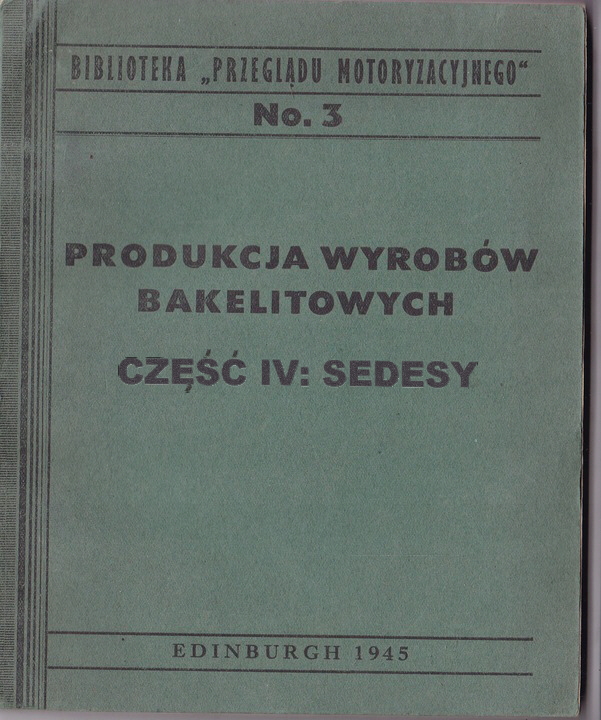 BIBLIOTEKA „PRZEGLĄDU MOTORYZACYJNEGO“
No. 3
PRODUKCJA WYROBÓW
BAKELITOWYCH
CZĘŚĆ IV: SEDESY
EDINBURGH 1945